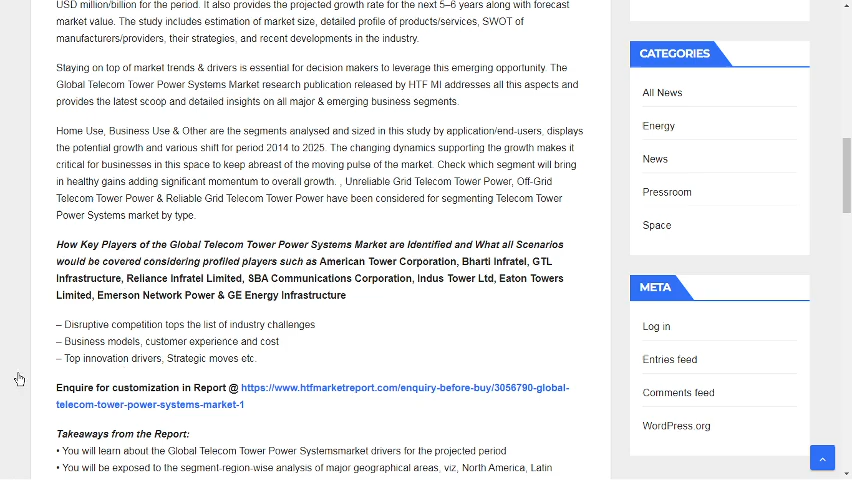 USD million/billion for the period. It also provides the projected growth rate for the next 5–6 years along with forecast
market value. The study includes estimation of market size, detailed profile of products/services, SWOT of
manufacturers/providers, their strategies, and recent developments in the industry.
Staying on top of market trends & drivers is essential for decision makers to leverage this emerging opportunity. The
Global Telecom Tower Power Systems Market research publication released by HTF MI addresses all this aspects and
provides the latest scoop and detailed insights on all major & emerging business segments.
Home Use, Business Use & Other are the segments analysed and sized in this study by application/end-users, displays
the potential growth and various shift for period 2014 to 2025. The changing dynamics supporting the growth makes it
critical for businesses in this space to keep abreast of the moving pulse of the market. Check which segment will bring
in healthy gains adding significant momentum to overall growth. , Unreliable Grid Telecom Tower Power, Off-Grid
Telecom Tower Power & Reliable Grid Telecom Tower Power have been considered for segmenting Telecom Tower
Power Systems market by type.
How Key Players of the Global Telecom Tower Power Systems Market are Identified and What all Scenarios
would be covered considering profiled players such as American Tower Corporation, Bharti Infratel, GTL
Infrastructure, Reliance Infratel Limited, SBA Communications Corporation, Indus Tower Ltd, Eaton Towers
Limited, Emerson Network Power & GE Energy Infrastructure
– Disruptive competition tops the list of industry challenges
– Business models, customer experience and cost
– Top innovation drivers, Strategic moves etc.
Enquire for customization in Report @ https://www.htfmarketreport.com/enquiry-before-buy/3056790-global-
telecom-tower-power-systems-market-1
Takeaways from the Report:
• You will learn about the Global Telecom Tower Power Systemsmarket drivers for the projected period
• You will be exposed to the segment-region-wise analysis of major geographical areas, viz, North America, Latin
CATEGORIES
All News
Energy
News
Pressroom
Space
META
Log in
Entries feed
Comments feed
WordPress.org